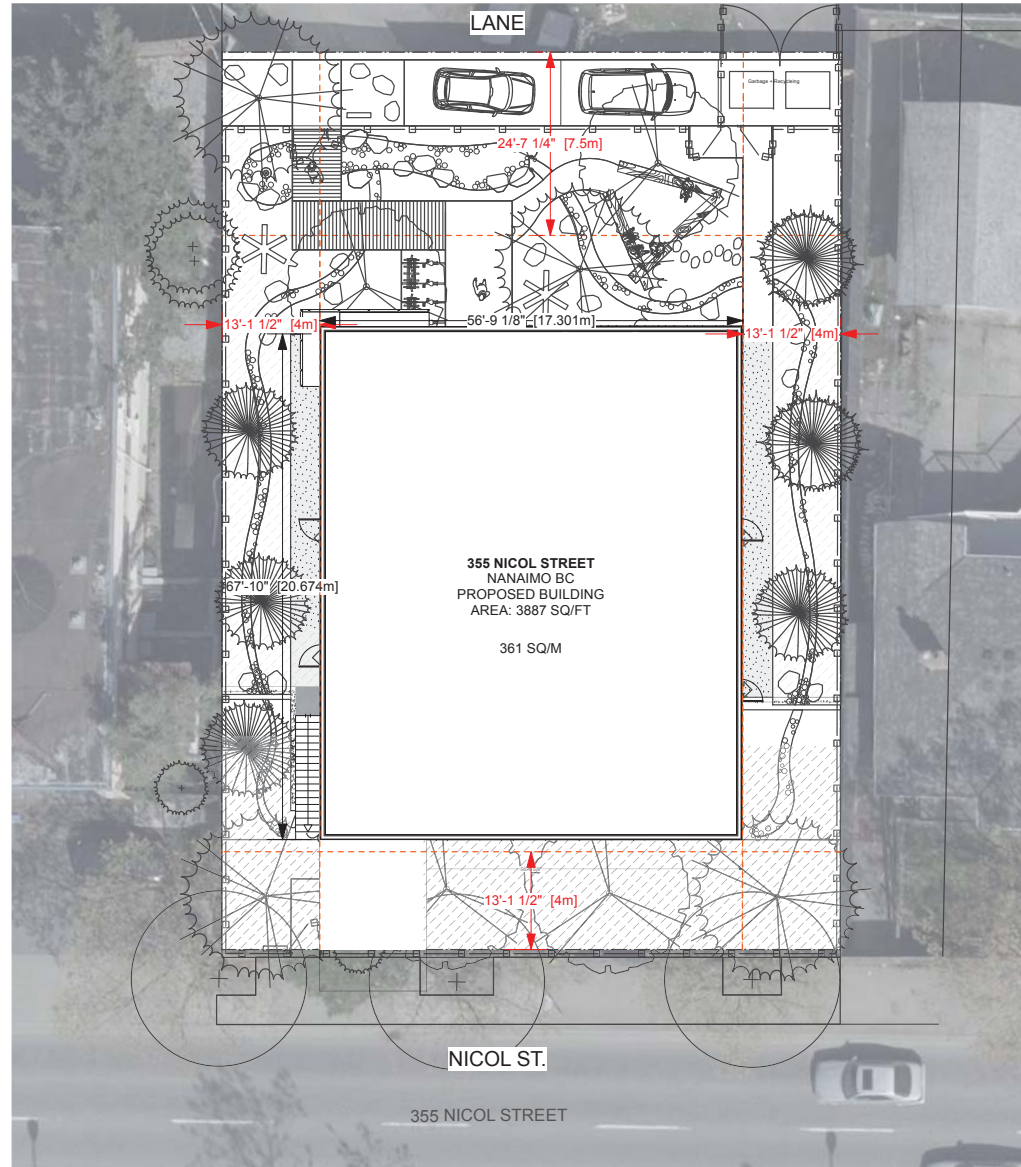 LANE
Garbage + Recycleing
24'-7 1/4" [7.5m]
56'-9 1/8" [17.301m]
13'-1 1/2" [4m]
13'-1 1/2" [4m]
67'-10" [20.674m]
355 NICOL STREET
NANAIMO BC
PROPOSED BUILDING
AREA: 3887 SQ/FT
361 SQ/M
13'-1 1/2" [4m]
NICOL ST.
355 NICOL STREET